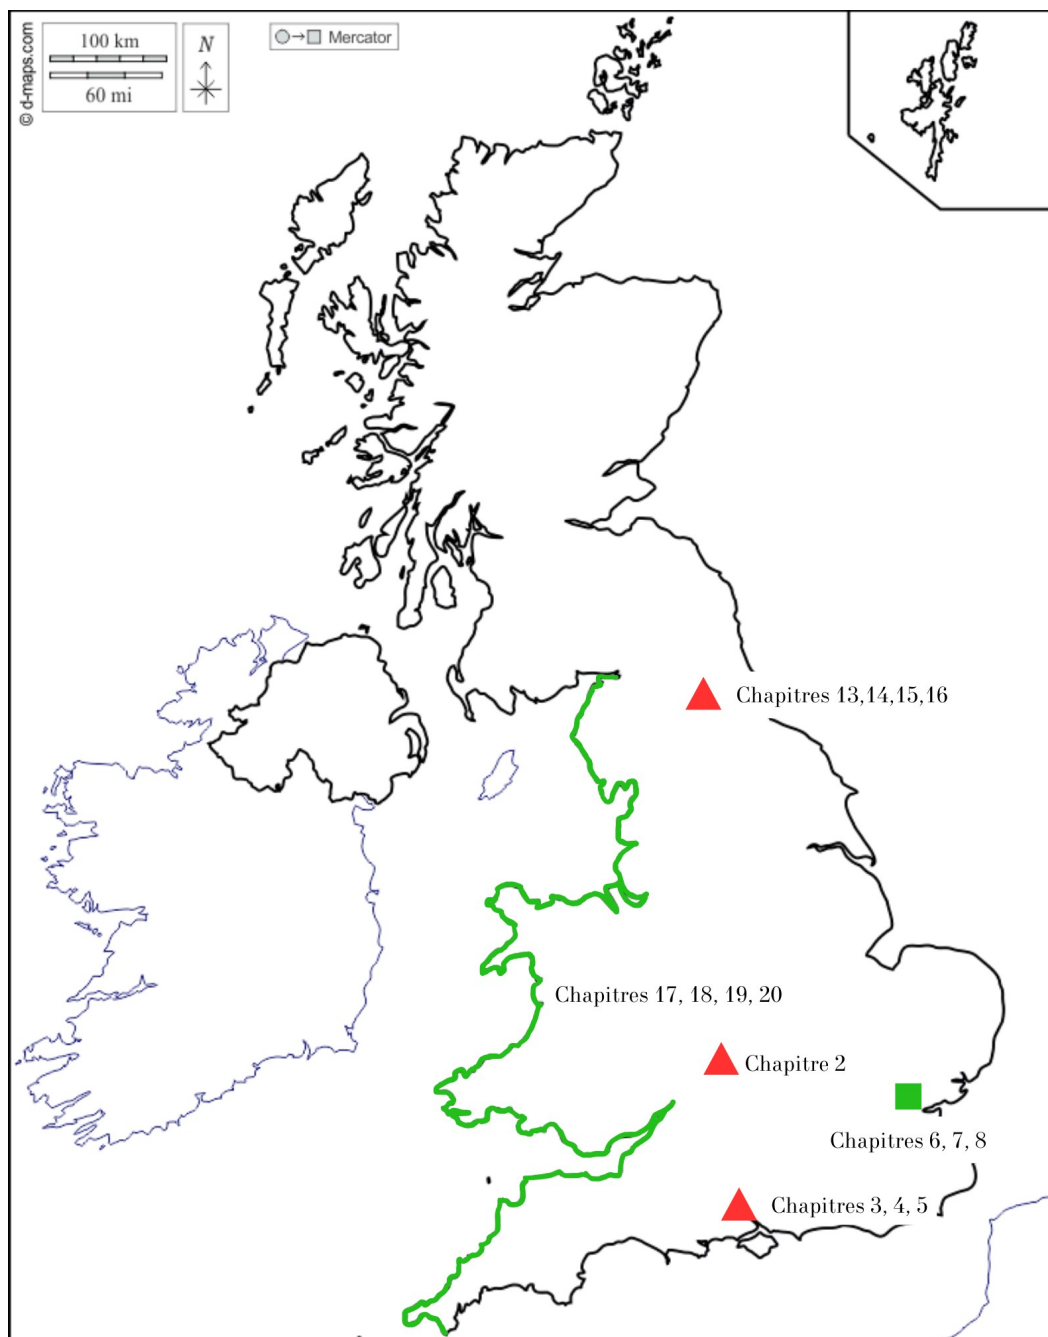 © d-maps.com
100 km
60 mi
N
Mercator
Chapitres 13,14,15,16
Chapitres 17, 18, 19, 20
Chapitre 2
Chapitres 6, 7, 8
Chapitres 3, 4, 5